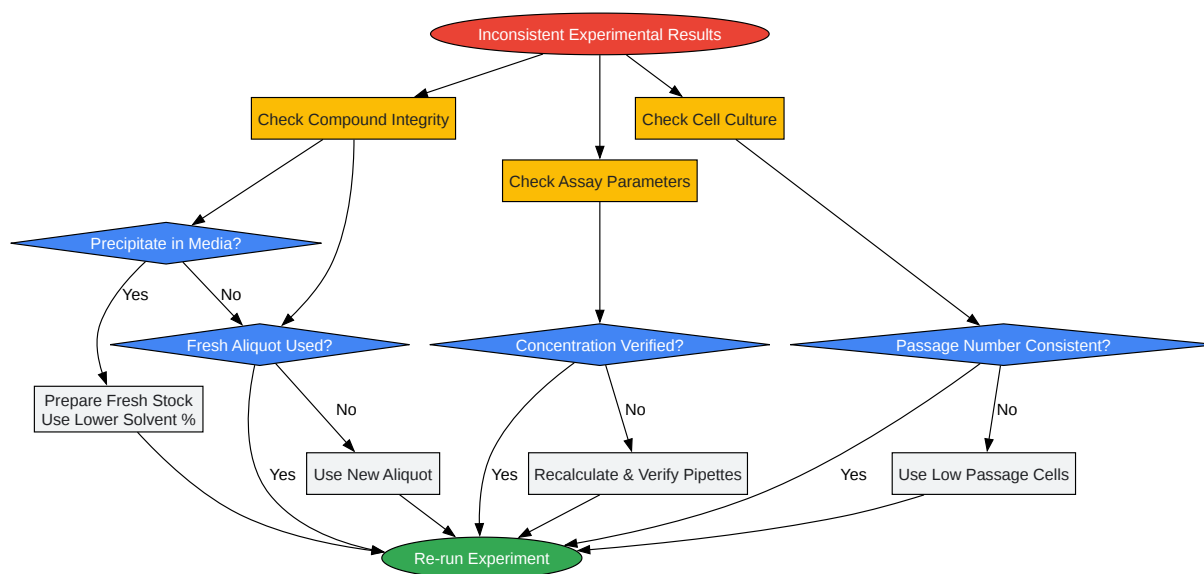 Inconsistent Experimental Results
Check Compound Integrity
Check Cell Culture
Check Assay Parameters
Precipitate in Media?
Yes
No
Fresh Aliquot Used?
Concentration Verified?
Passage Number Consistent?
Prepare Fresh Stock
Use Lower Solvent %
No
No
No
Yes
Use New Aliquot
Yes
Recalculate & Verify Pipettes
Yes
Use Low Passage Cells
Re-run Experiment